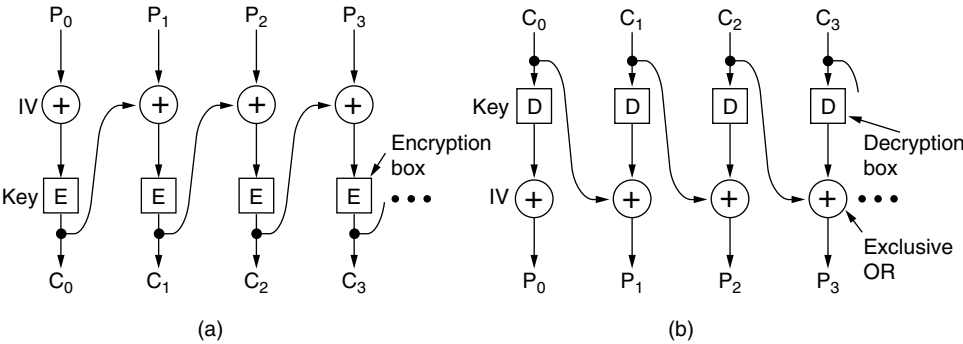 P0 P1 P2 P3
IV + + + +
Encryption box
Key E E E E
C0 C1 C2 C3
(a)
C0 C1 C2 C3
Key D D D D
Decryption box
IV + + + +
Exclusive OR
P0 P1 P2 P3
(b)